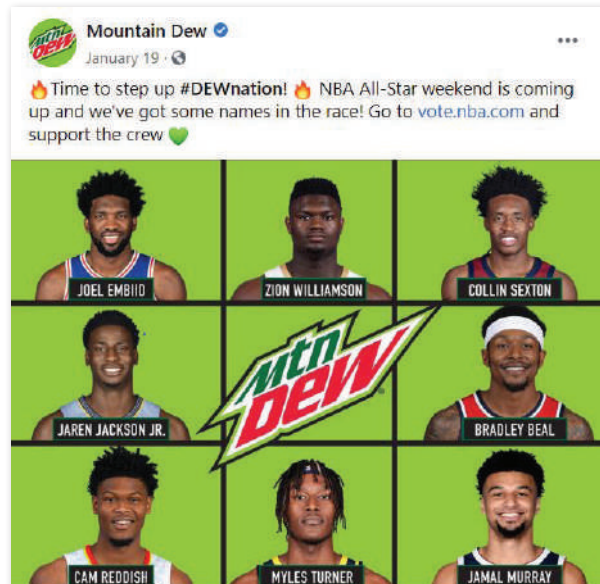 mtn
DEW
Mountain Dew
January 19 ·
🔥Time to step up #DEWnation! 🔥 NBA All-Star weekend is coming
up and we've got some names in the race! Go to vote.nba.com and
support the crew 💚
JOEL EMBIID
ZION WILLIAMSON
COLLIN SEXTON
JAREN JACKSON JR.
mtn
DEW
BRADLEY BEAL
CAM REDDISH
MYLES TURNER
JAMAL MURRAY